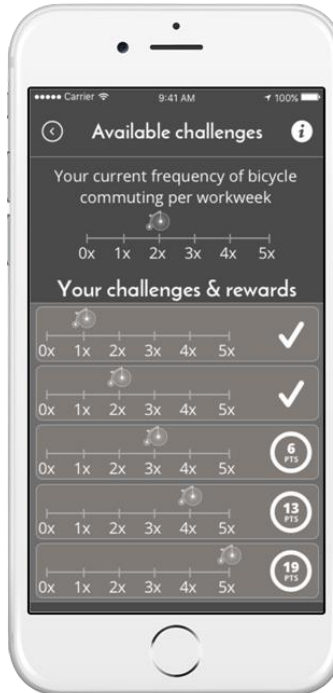 Carrier 9:41 AM 100%
Available challenges i
Your current frequency of bicycle
commuting per workweek
0x 1x 2x 3x 4x 5x
Your challenges & rewards
0x 1x 2x 3x 4x 5x
0x 1x 2x 3x 4x 5x
0x 1x 2x 3x 4x 5x
6
PTS
0x 1x 2x 3x 4x 5x
13
PTS
0x 1x 2x 3x 4x 5x
19
PTS